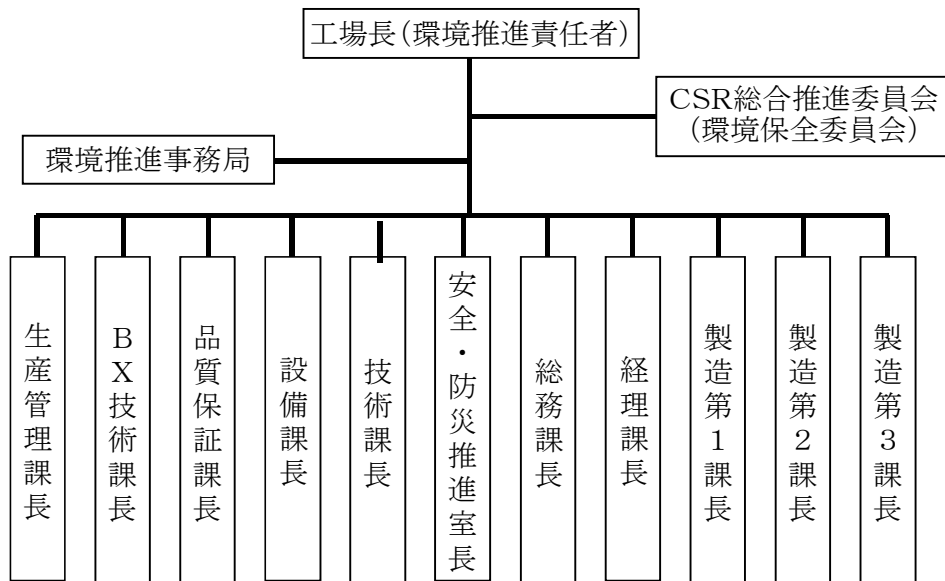 工場長(環境推進責任者)
CSR総合推進委員会
(環境保全委員会)
環境推進事務局
生産管理課長
BX技術課長
品質保証課長
設備課長
技術課長
安全・防災推進室長
総務課長
経理課長
製造第1課長
製造第2課長
製造第3課長